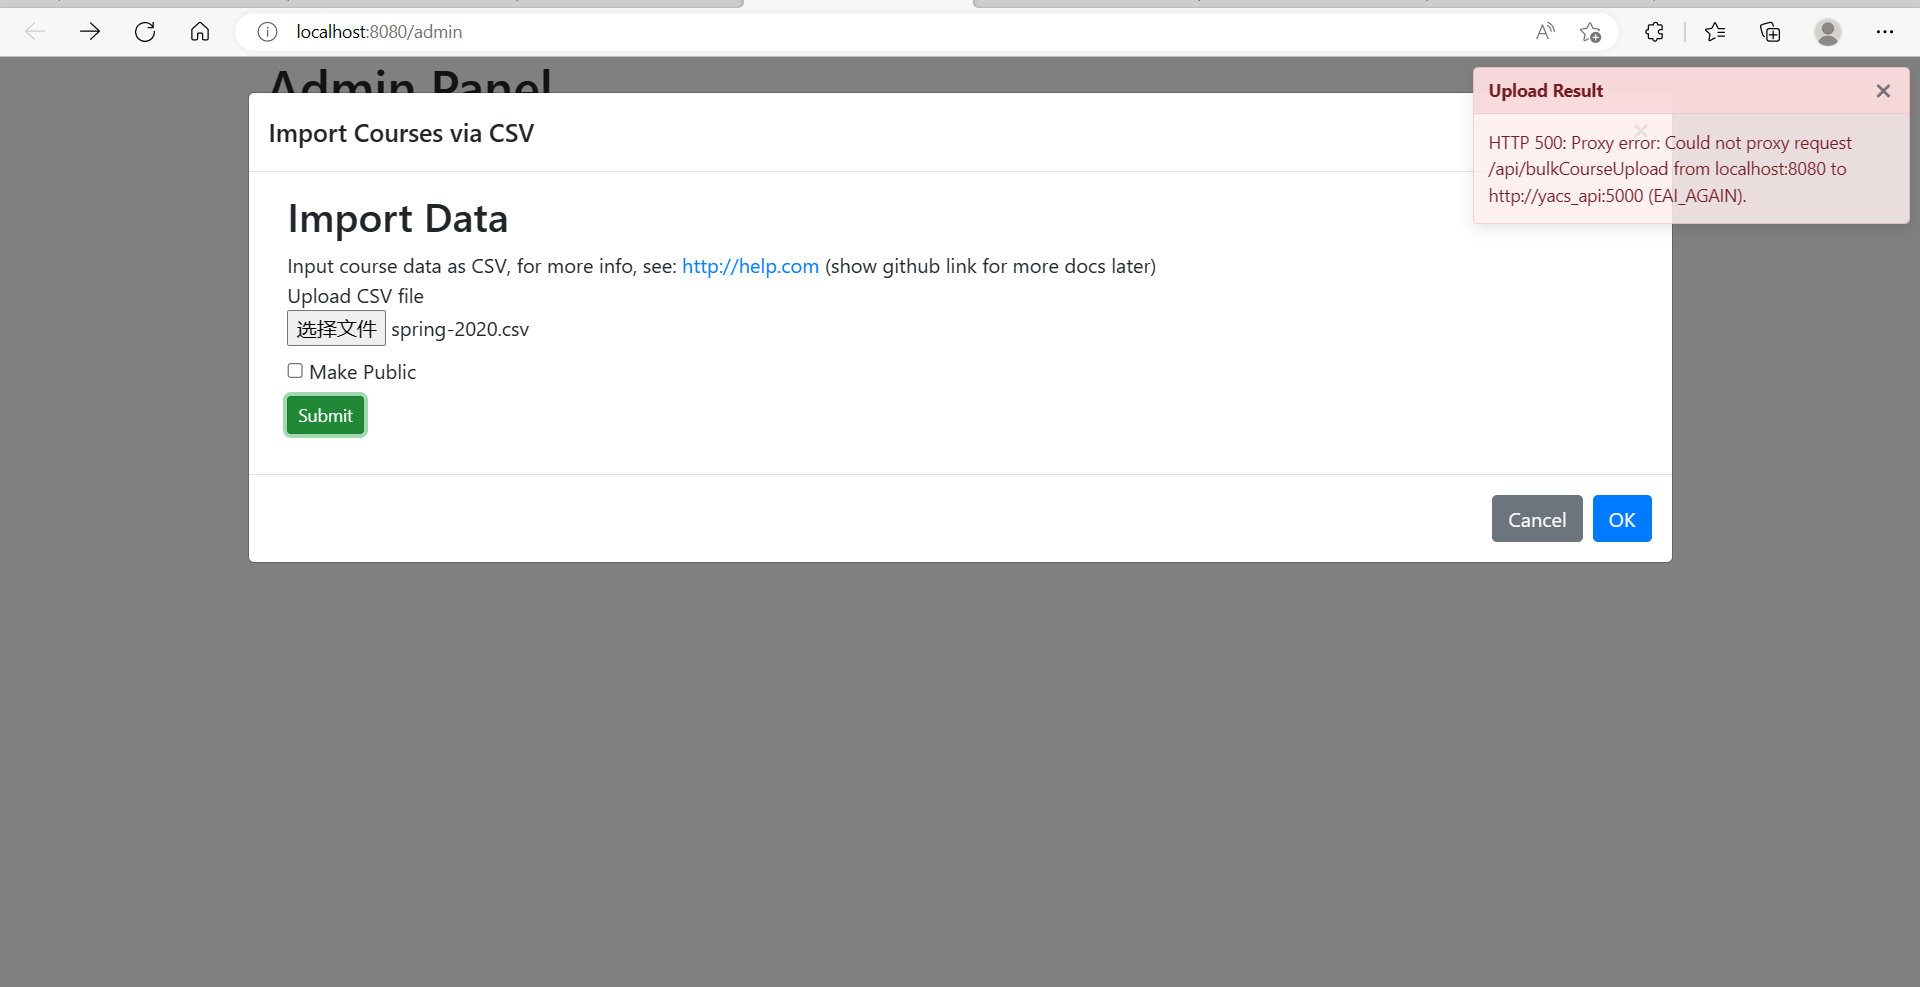 localhost:8080/admin
Admin Panel
Import Courses via CSV
Upload Result
HTTP 500: Proxy error: Could not proxy request
/api/bulkCourseUpload from localhost:8080 to
http://yacs_api:5000 (EAI_AGAIN).
Import Data
Input course data as CSV, for more info, see: http://help.com (show github link for more docs later)
Upload CSV file
选择文件 spring-2020.csv
Make Public
Submit
Cancel OK